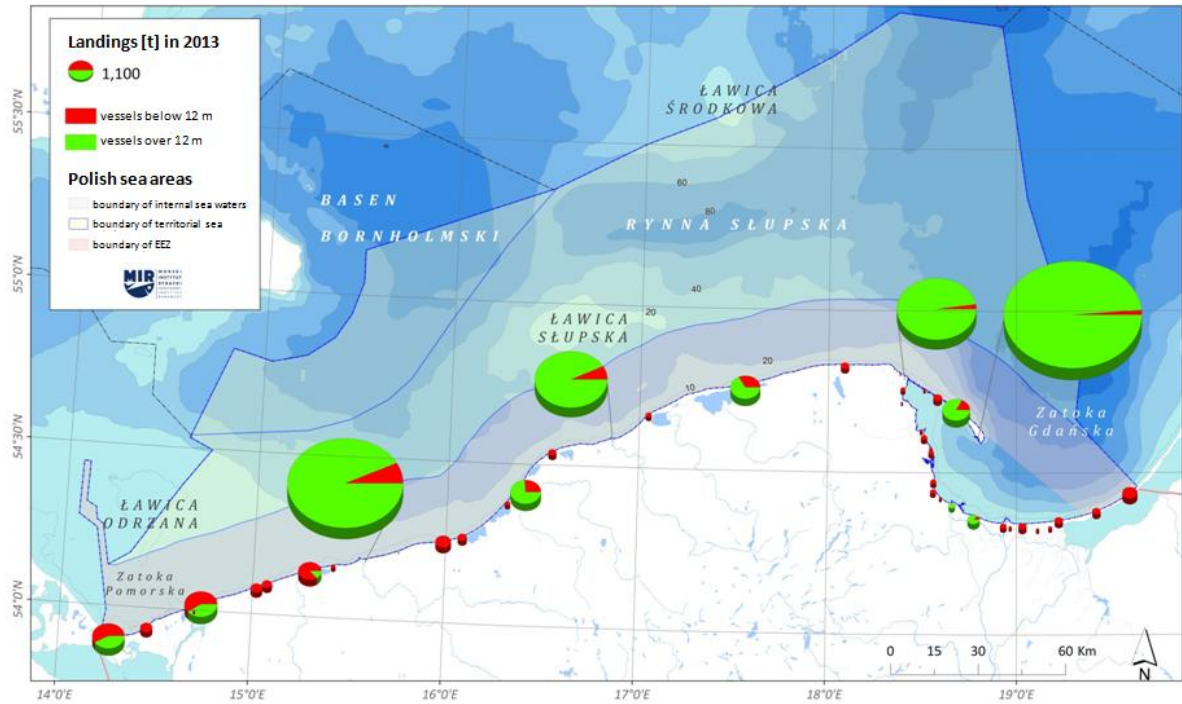 Landings [t] in 2013
1,100
vessels below 12 m
vessels over 12 m
Polish sea areas
boundary of internal sea waters
boundary of territorial sea
boundary of EEZ
MIR
MORSKI
INSTYTUT
RYBACKI
ŁAWICA
ŚRODKOWA
60
BASEN
BORNHOLMSKI
80
RYNNA SŁUPSKA
40
20
ŁAWICA
SŁUPSKA
20
10
Zatoka
Gdańska
ŁAWICA
ODRZANA
Zatoka
Pomorska
55°30'N
55°0'N
54°30'N
54°0'N
0 15 30 60 Km
N
14°0'E 15°0'E 16°0'E 17°0'E 18°0'E 19°0'E